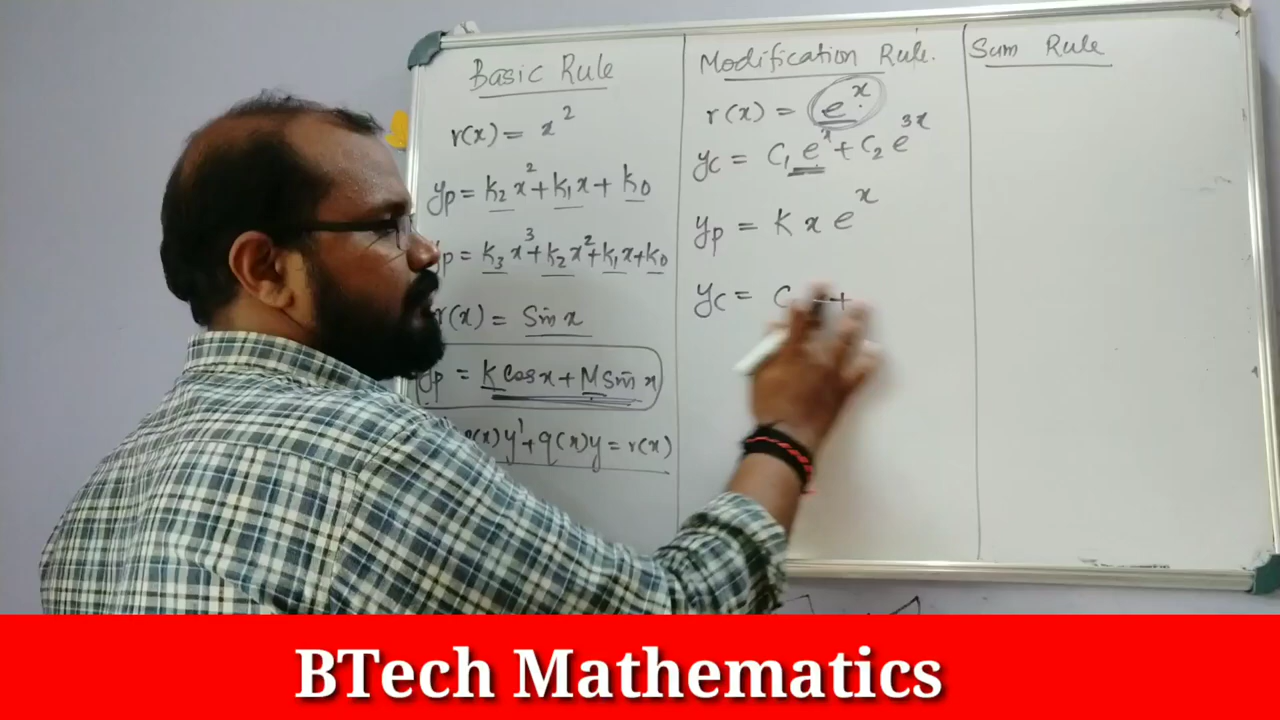 Basic Rule
r(x) = x²
yp = k₂x² + k₁x + k₀
yp = k₃x³ + k₂x² + k₁x + k₀
r(x) = Sin x
yp = K cos x + M sin x
p(x)y' + q(x)y = r(x)
Modification Rule.
r(x) = eˣ
yc = C₁eˣ + C₂e³ˣ
yp = K x eˣ
yc = C +
Sum Rule
BTech Mathematics